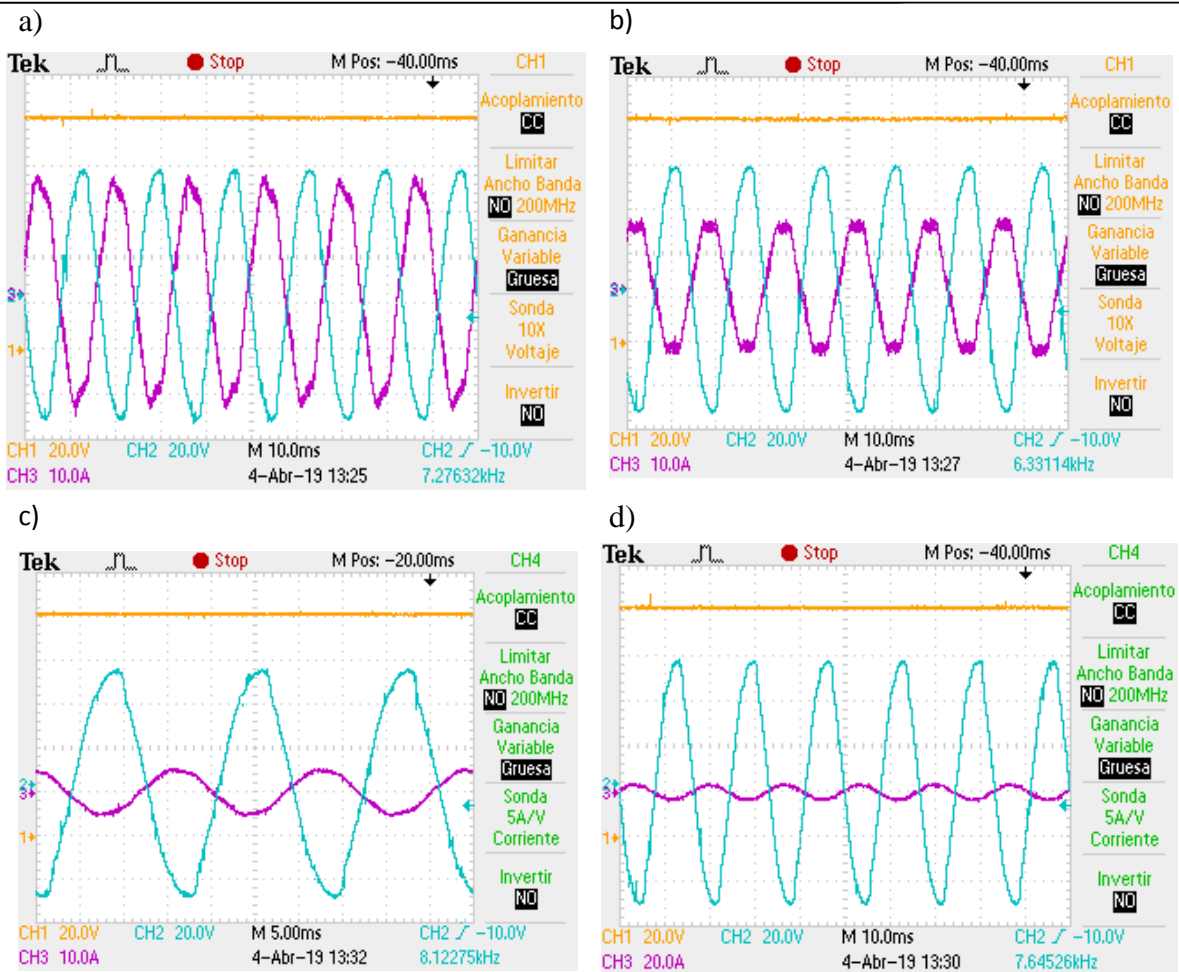 a)
Tek Stop M Pos: -40.00ms CH1
Acoplamiento
CC
Limitar
Ancho Banda
NO 200MHz
Ganancia
Variable
Gruesa
Sonda
10X
Voltaje
Invertir
NO
1
CH1 20.0V CH2 20.0V M 10.0ms CH2 -10.0V
CH3 10.0A 4-Abr-19 13:25 7.27632kHz
b)
Tek Stop M Pos: -40.00ms CH1
Acoplamiento
CC
Limitar
Ancho Banda
NO 200MHz
Ganancia
Variable
Gruesa
Sonda
10X
Voltaje
Invertir
NO
1
CH1 20.0V CH2 20.0V M 10.0ms CH2 -10.0V
CH3 10.0A 4-Abr-19 13:27 6.33114kHz
c)
Tek Stop M Pos: -20.00ms CH4
Acoplamiento
CC
Limitar
Ancho Banda
NO 200MHz
Ganancia
Variable
Gruesa
2
3
Sonda
5A/V
Corriente
1
Invertir
NO
CH1 20.0V CH2 20.0V M 5.00ms CH2 -10.0V
CH3 10.0A 4-Abr-19 13:32 8.12275kHz
d)
Tek Stop M Pos: -40.00ms CH4
Acoplamiento
CC
Limitar
Ancho Banda
NO 200MHz
Ganancia
Variable
Gruesa
2
3
Sonda
5A/V
Corriente
1
Invertir
NO
CH1 20.0V CH2 20.0V M 10.0ms CH2 -10.0V
CH3 20.0A 4-Abr-19 13:30 7.64526kHz